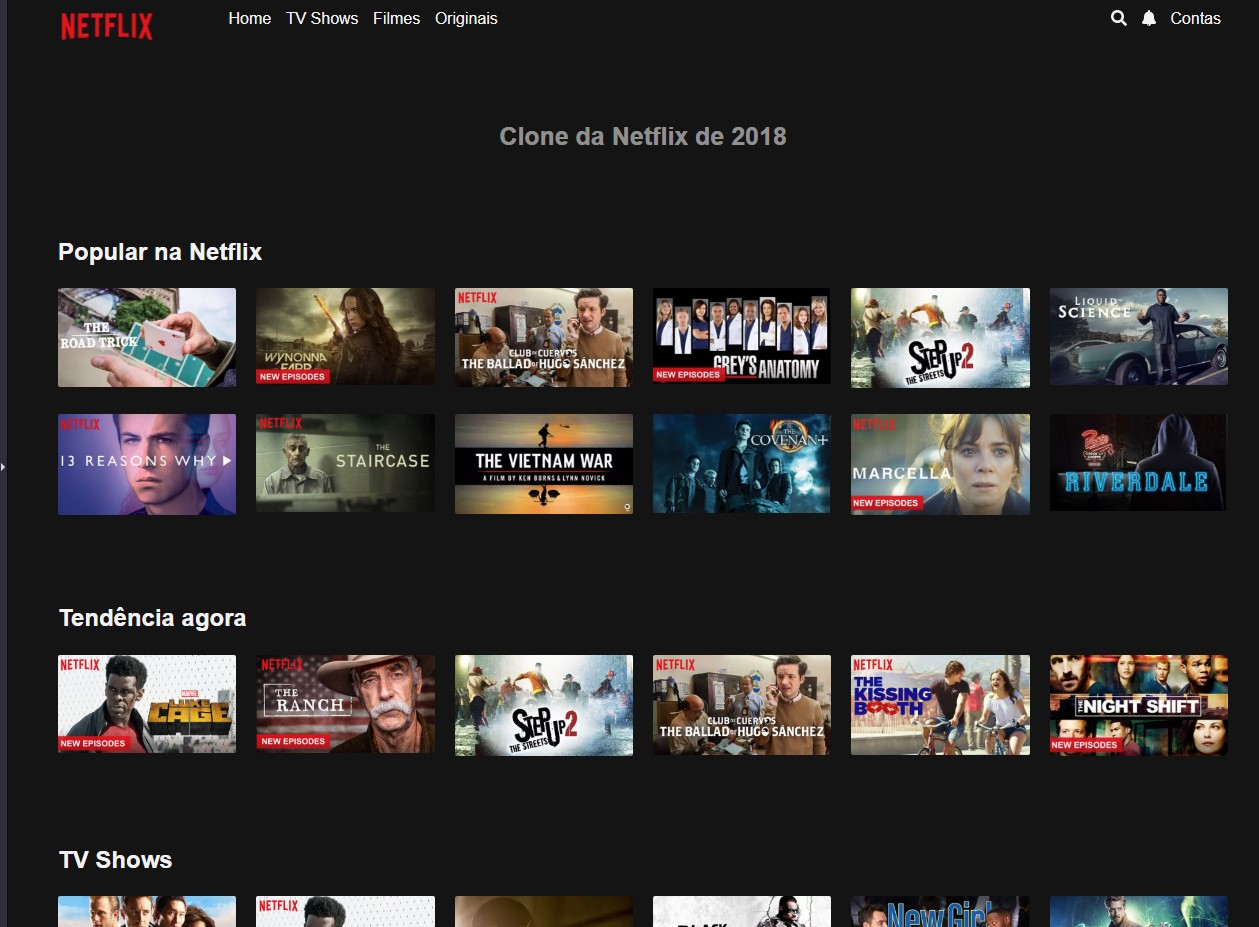 NETFLIX
Home TV Shows Filmes Originais
Contas
Clone da Netflix de 2018
Popular na Netflix
THE
ROAD TRICK
WYNONNA
EARP
NEW EPISODES
NETFLIX
CLUB DE CUERVOS
THE BALLAD OF HUGO SÁNCHEZ
GREY'S ANATOMY
NEW EPISODES
STEP UP 2
THE STREETS
LIQUID
SCIENCE
NETFLIX
13 REASONS WHY
NETFLIX
THE
STAIRCASE
THE VIETNAM WAR
A FILM BY KEN BURNS & LYNN NOVICK
THE
COVENANT
NETFLIX
MARCELLA
NEW EPISODES
RIVERDALE
Tendência agora
NETFLIX
MARVEL
LUKE
CAGE
NEW EPISODES
NETFLIX
THE
RANCH
NEW EPISODES
STEP UP 2
THE STREETS
NETFLIX
CLUB DE CUERVOS
THE BALLAD OF HUGO SÁNCHEZ
NETFLIX
THE
KISSING
BOOTH
THE NIGHT SHIFT
NEW EPISODES
TV Shows
NETFLIX
BLACK
New Girl